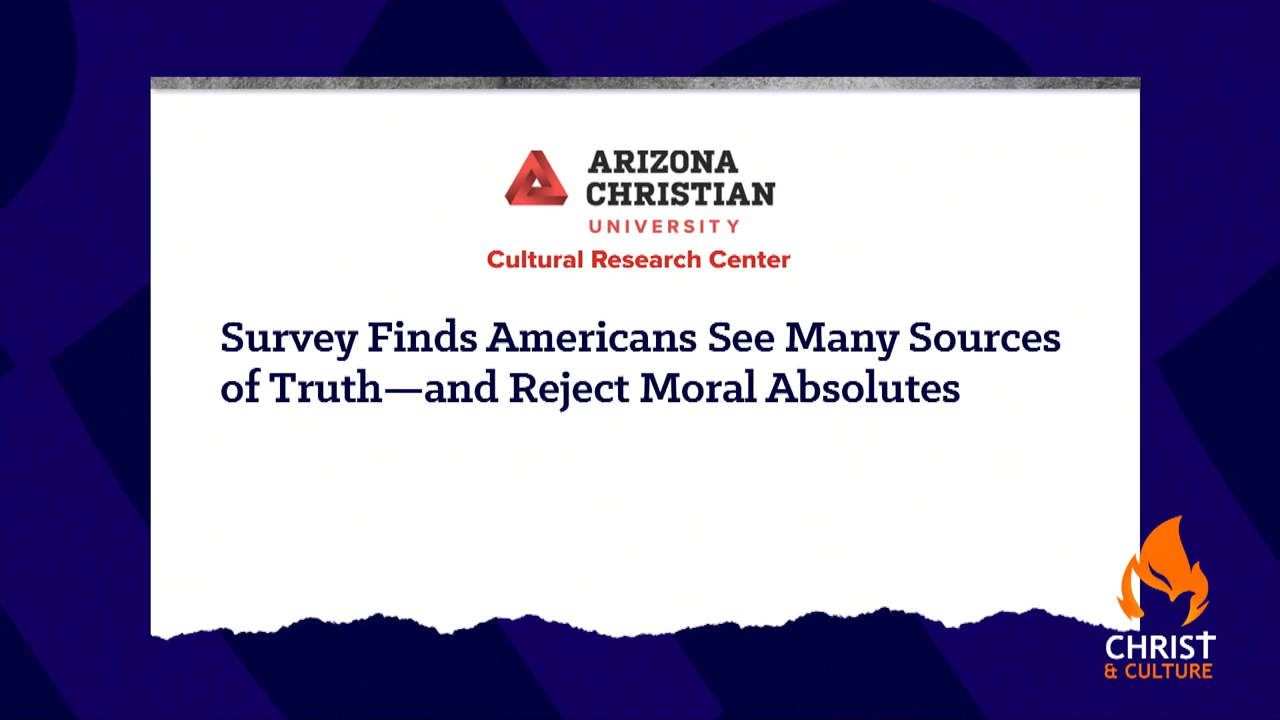 ARIZONA
CHRISTIAN
UNIVERSITY
Cultural Research Center
Survey Finds Americans See Many Sources
of Truth—and Reject Moral Absolutes
CHRIST
& CULTURE